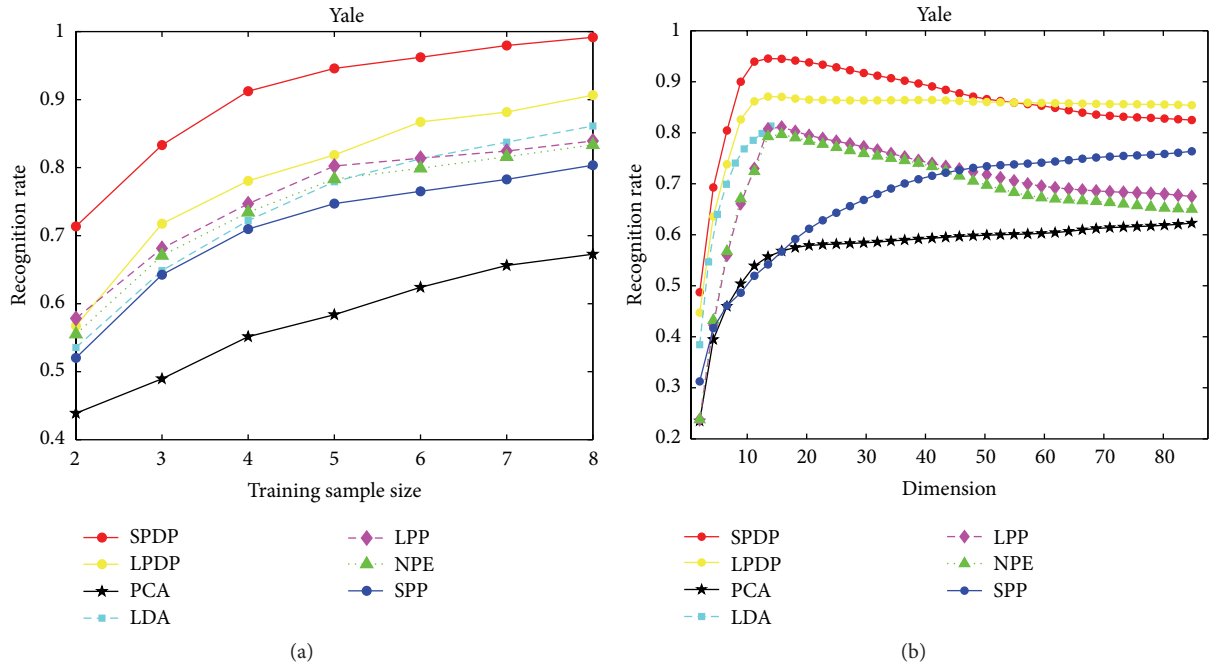 Yale
1
0.9
0.8
0.7
0.6
0.5
0.4
Recognition rate
2 3 4 5 6 7 8
Training sample size
SPDP
LPDP
PCA
LDA
LPP
NPE
SPP
(a)
Yale
1
0.9
0.8
0.7
0.6
0.5
0.4
0.3
0.2
Recognition rate
10 20 30 40 50 60 70 80
Dimension
SPDP
LPDP
PCA
LDA
LPP
NPE
SPP
(b)